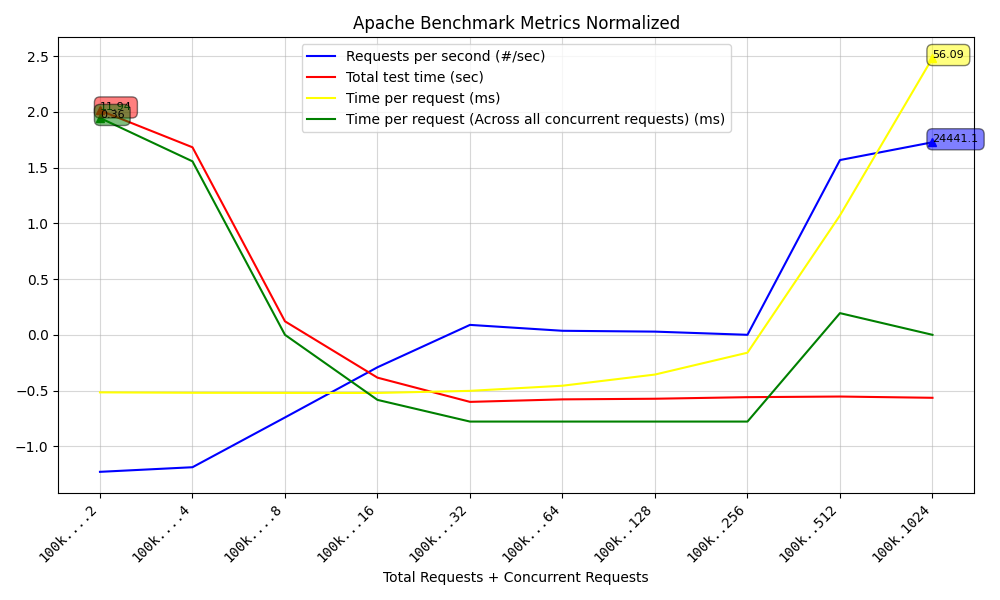 Apache Benchmark Metrics Normalized
Requests per second (#/sec)
Total test time (sec)
Time per request (ms)
Time per request (Across all concurrent requests) (ms)
56.09
24441.1
11.94
0.36
2.5
2.0
1.5
1.0
0.5
0.0
−0.5
−1.0
100k....2
100k....4
100k....8
100k...16
100k...32
100k...64
100k..128
100k..256
100k..512
100k.1024
Total Requests + Concurrent Requests